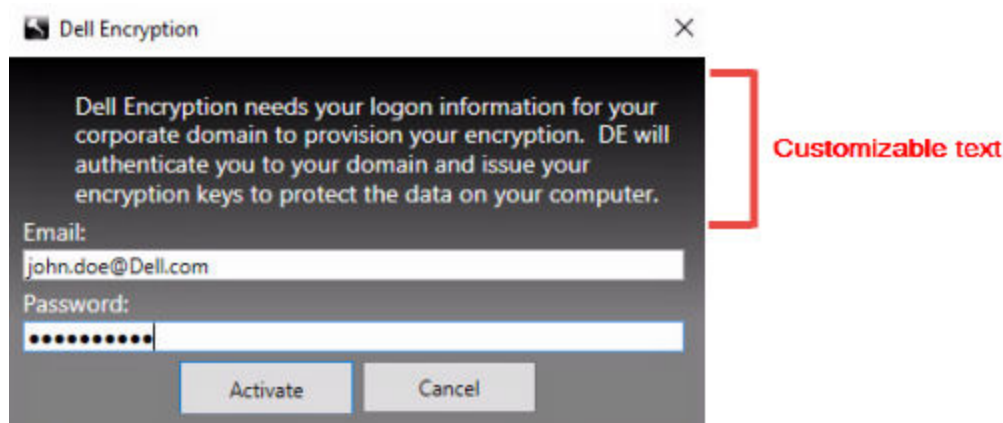 Dell Encryption
Dell Encryption needs your logon information for your
corporate domain to provision your encryption.  DE will
authenticate you to your domain and issue your
encryption keys to protect the data on your computer.
Customizable text
Email:
john.doe@Dell.com
Password:
●●●●●●●●●●
Activate
Cancel